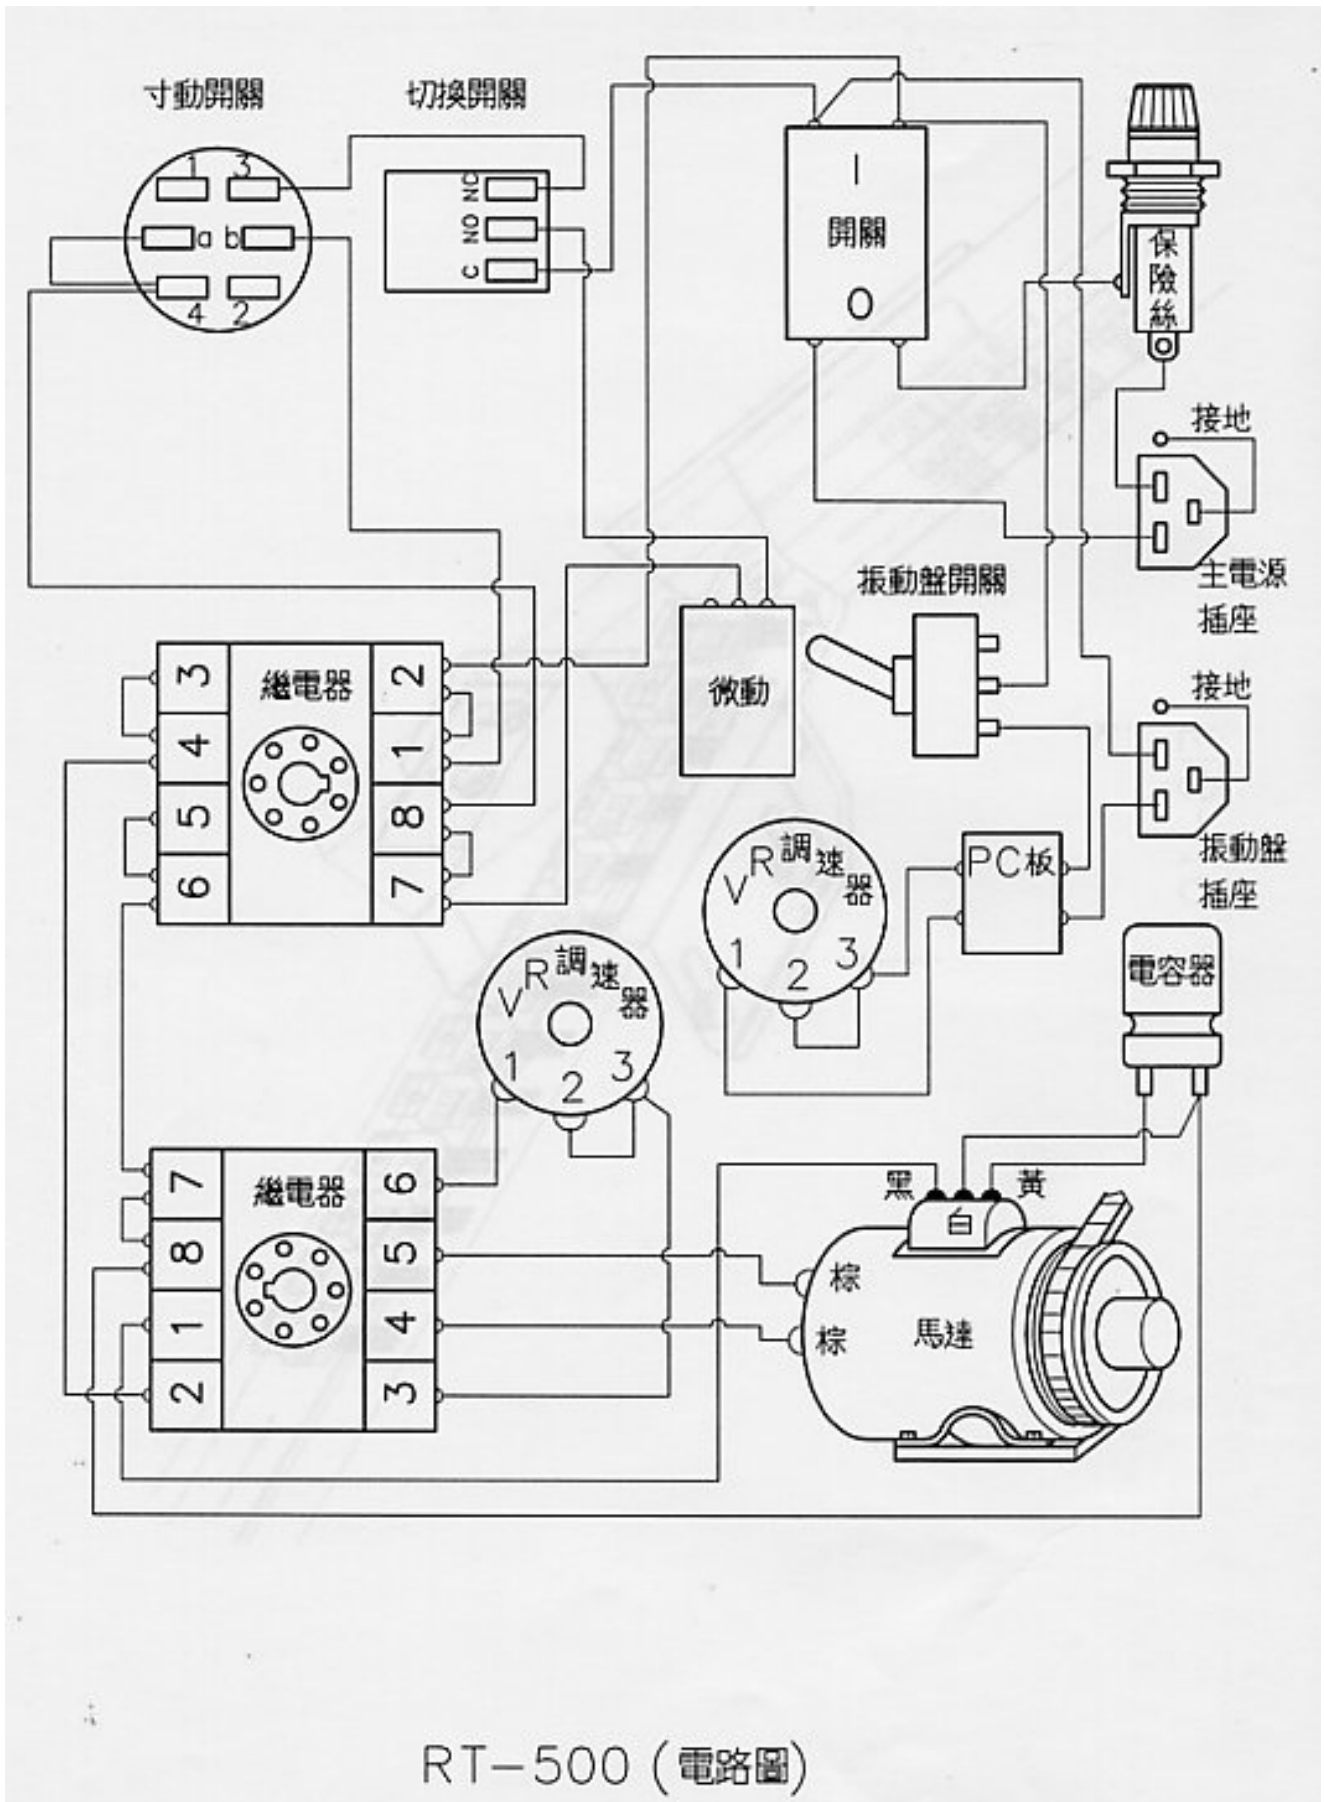 寸動開關
切換開關
1 3
a b
4 2
NC
NO
C
I
開關
O
保險絲
接地
主電源
插座
振動盤開關
微動
接地
振動盤
插座
3 繼電器 2
4 1
5 8
6 7
VR調速器
1 2 3
PC板
電容器
VR調速器
1 2 3
7 繼電器 6
8 5
1 4
2 3
黑 白 黃
棕
棕 馬達
RT-500 (電路圖)